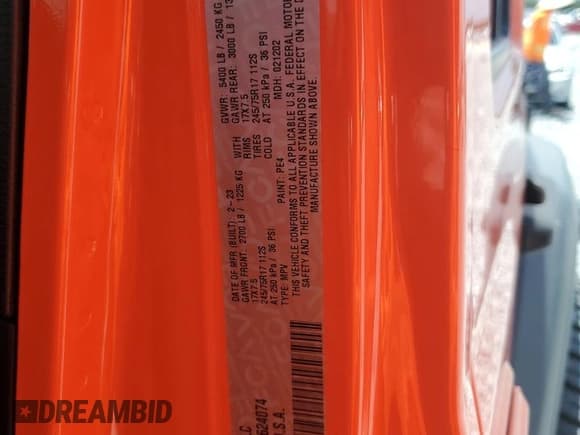 LC
624074
U.S.A.
DATE OF MFR (BUILT) 2-23 GVWR: 5400 LB / 2450 KG
GAWR FRONT: 2700 LB / 1225 KG WITH GAWR REAR: 3000 LB / 13
17X7.5 RIMS 17X7.5
245/75R17 112S TIRES 245/75R17 112S
AT 250 kPa / 36 PSI COLD AT 250 kPa / 36 PSI
TYPE: MPV PAINT: PE4 MDH: 021202
THIS VEHICLE CONFORMS TO ALL APPLICABLE U.S.A. FEDERAL MOTOR
SAFETY AND THEFT PREVENTION STANDARDS IN EFFECT ON THE D
MANUFACTURE SHOWN ABOVE.
DREAMBID